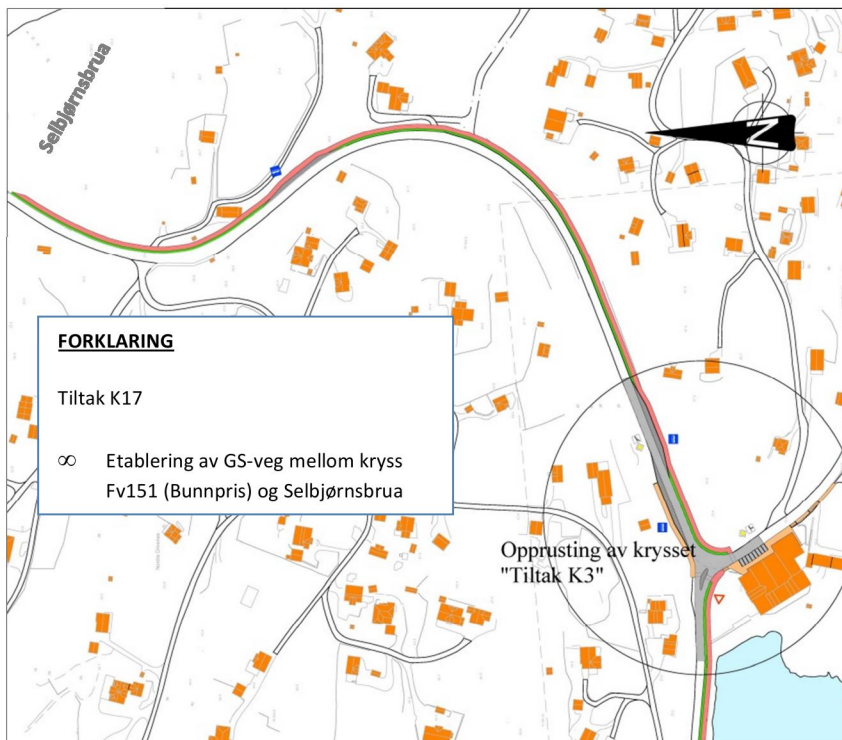 Selbjørnsbrua
N
FORKLARING
Tiltak K17
∞ Etablering av GS-veg mellom kryss
Fv151 (Bunnpris) og Selbjørnsbrua
Opprusting av krysset
"Tiltak K3"